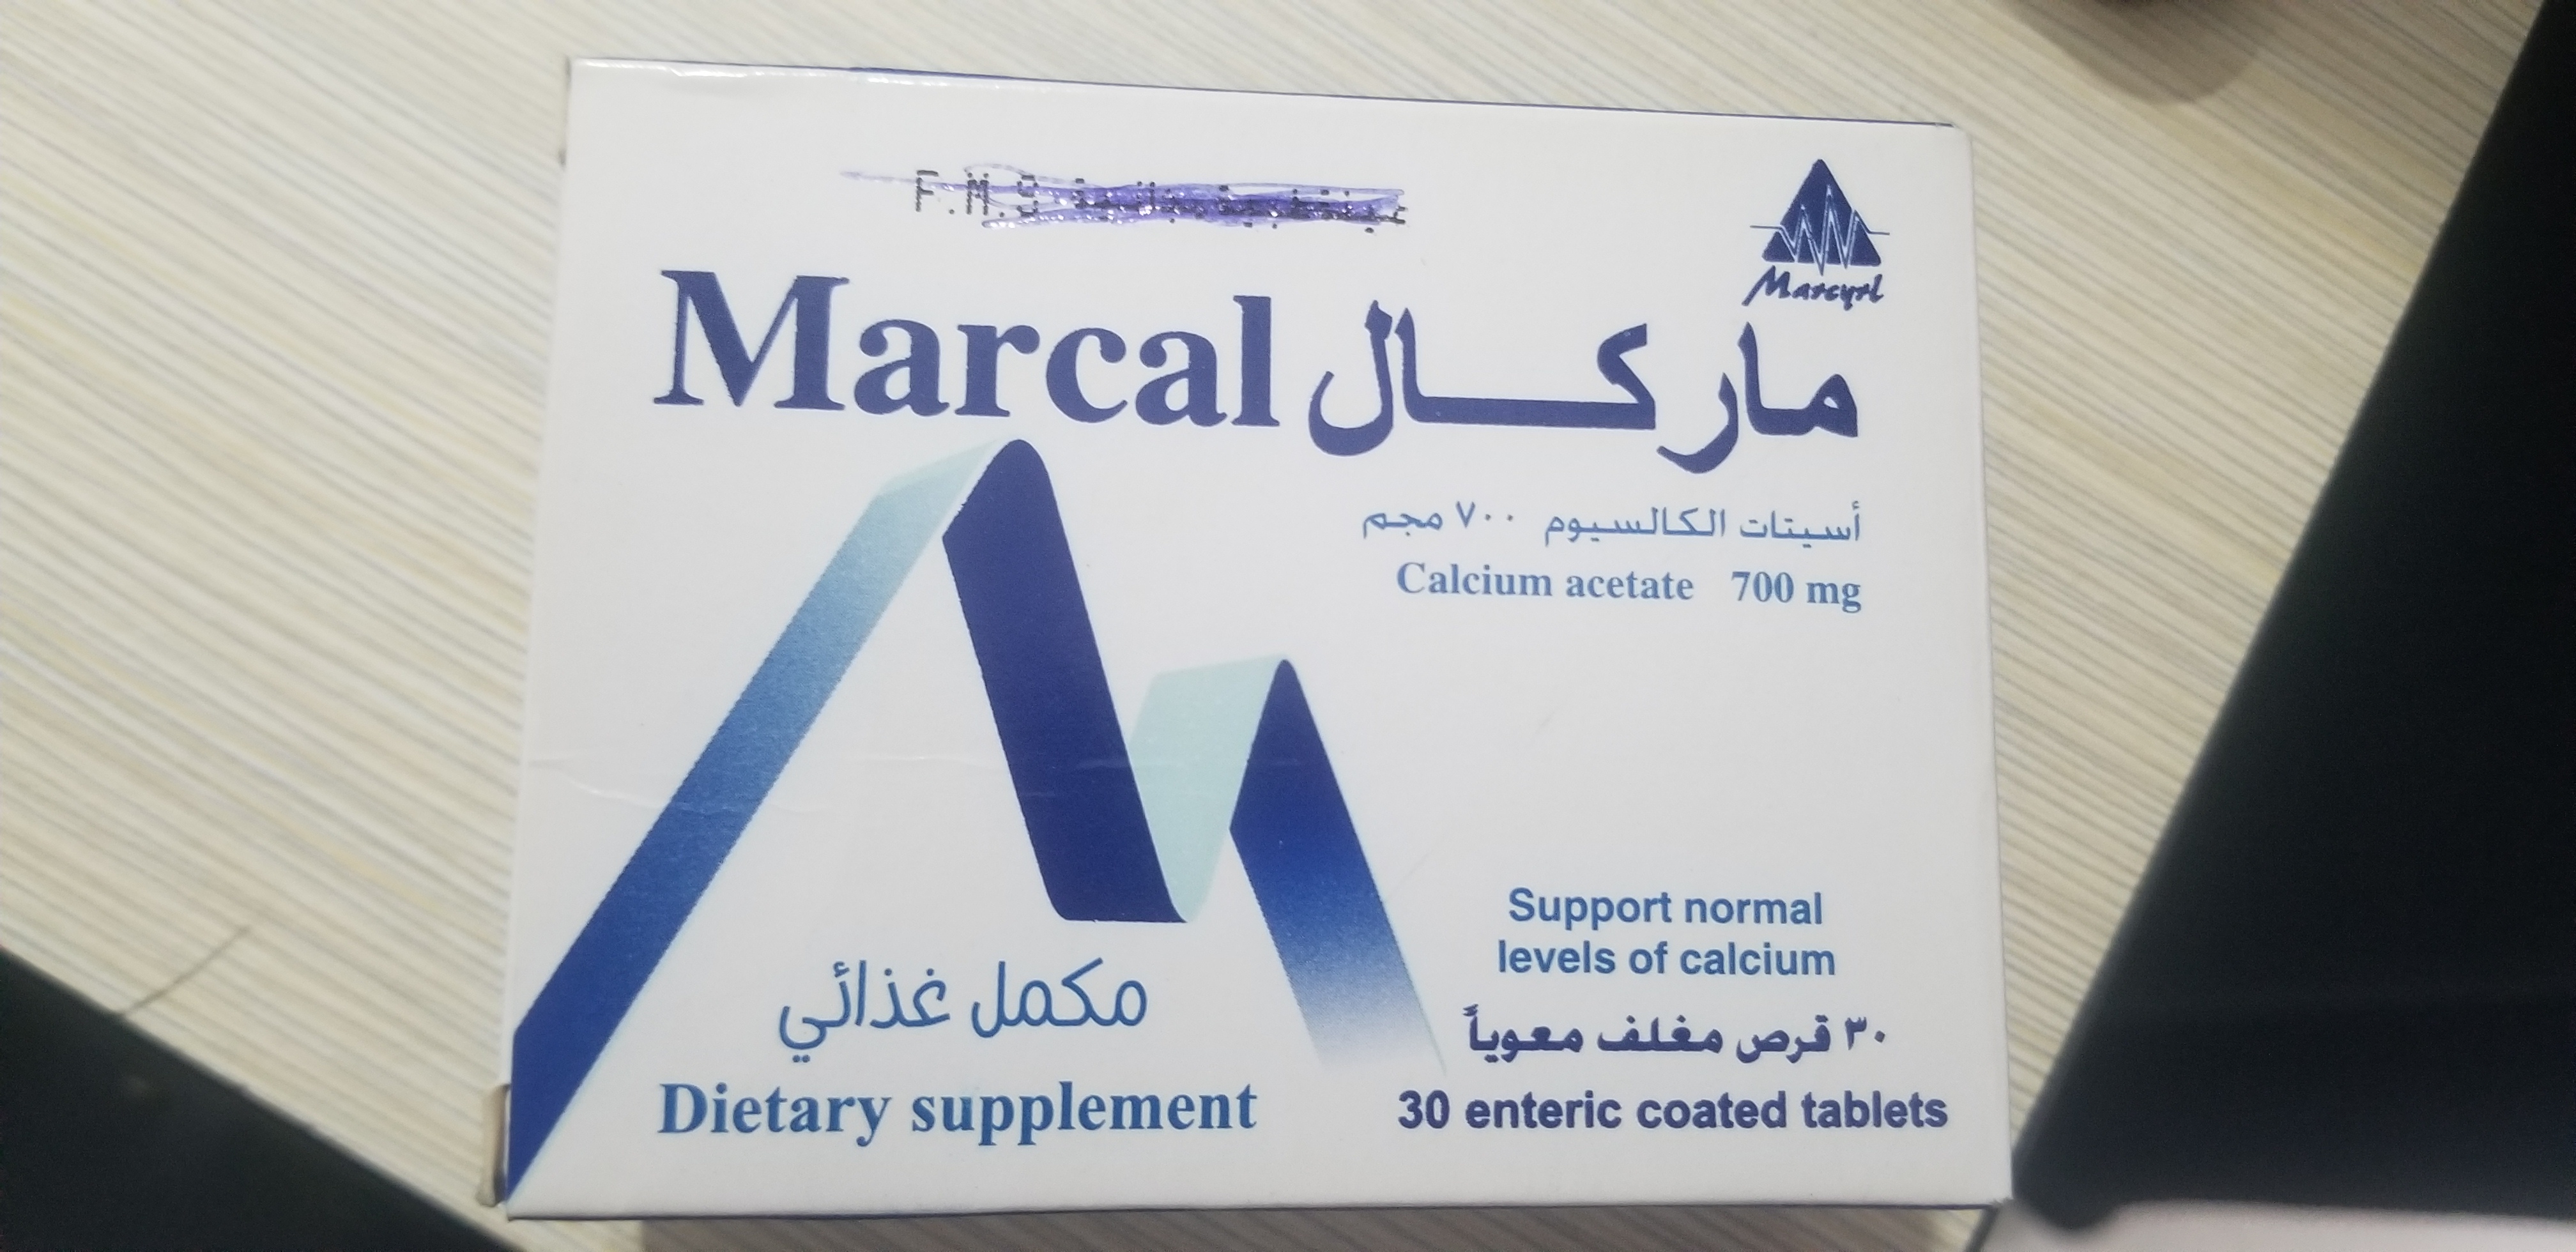 F.M.S
Marcyrl
Marcal ماركال
أسيتات الكالسيوم ٧٠٠ مجم
Calcium acetate 700 mg
Support normal
levels of calcium
مكمل غذائي
Dietary supplement
٣٠ قرص مغلف معوياً
30 enteric coated tablets